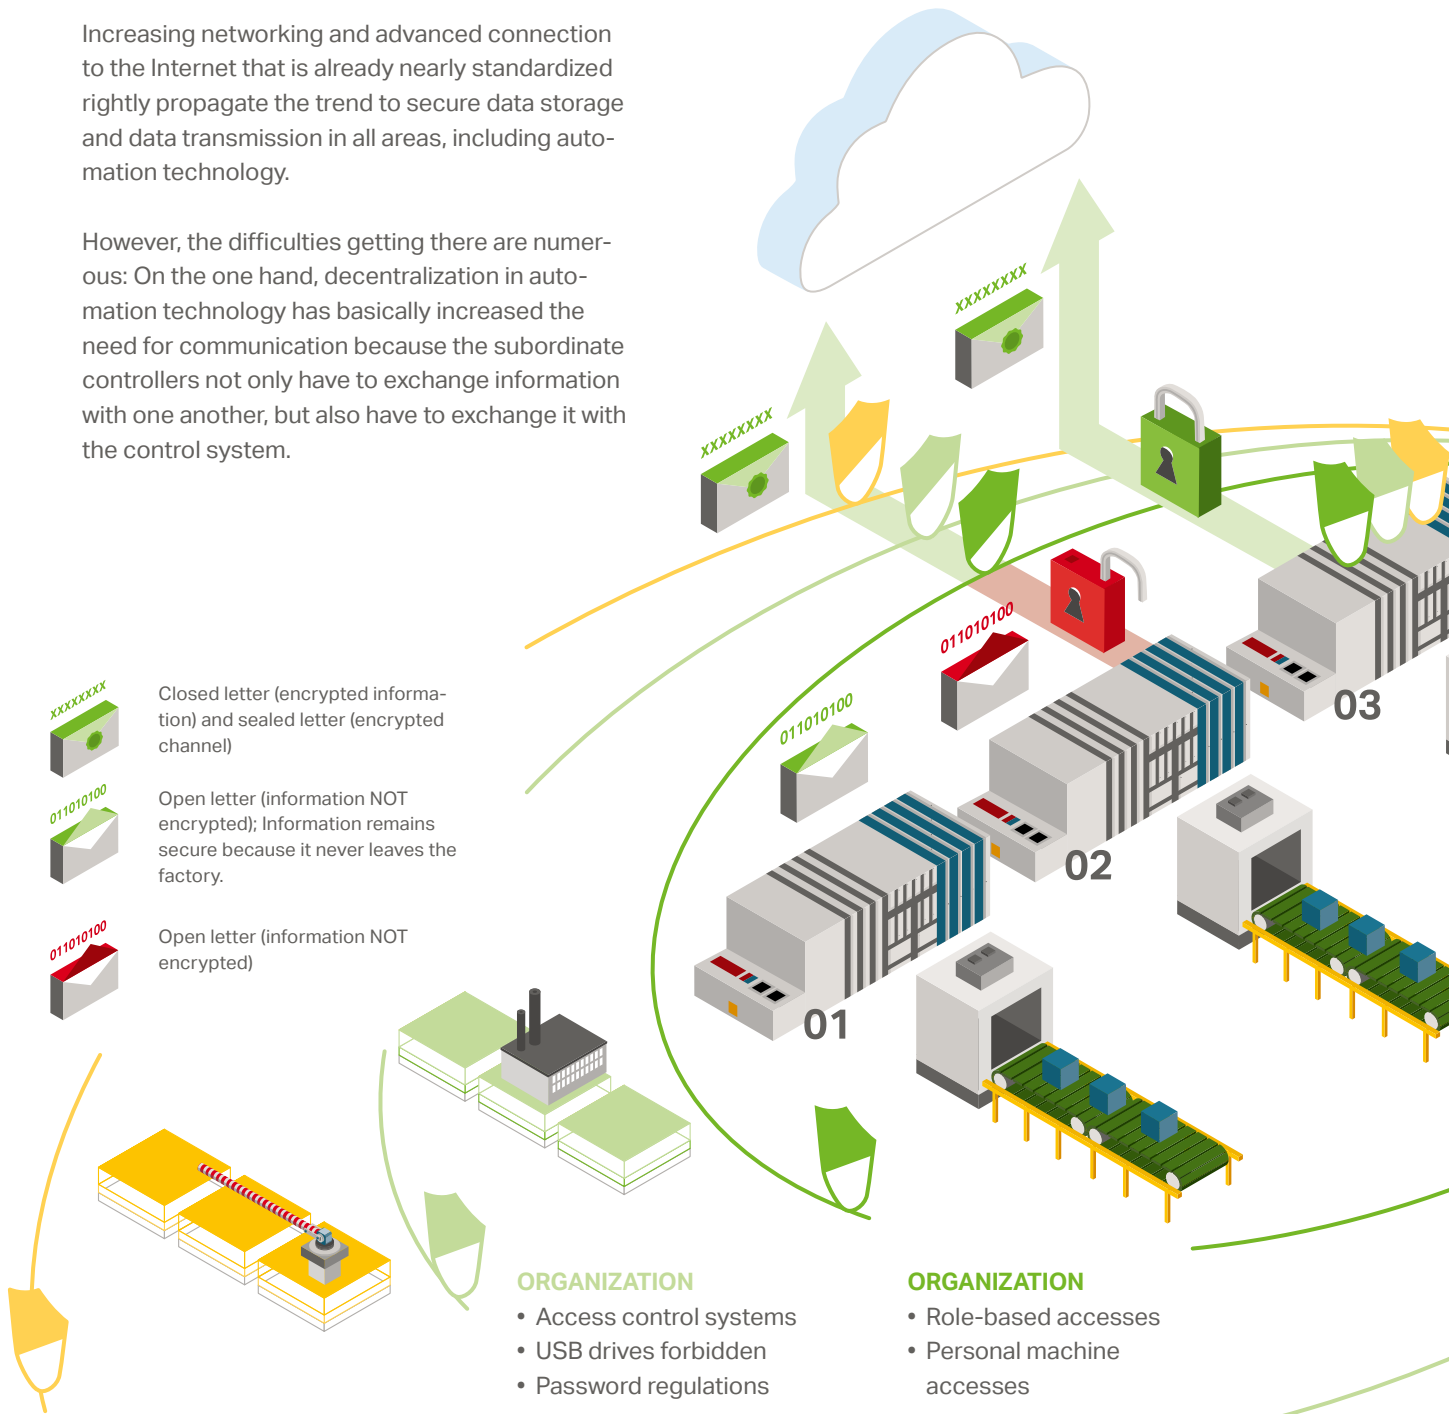 Increasing networking and advanced connection
to the Internet that is already nearly standardized
rightly propagate the trend to secure data storage
and data transmission in all areas, including auto-
mation technology.
However, the difficulties getting there are numer-
ous: On the one hand, decentralization in auto-
mation technology has basically increased the
need for communication because the subordinate
controllers not only have to exchange information
with one another, but also have to exchange it with
the control system.
XXXXXXXXX
XXXXXXXXX
011010100
011010100
03
02
01
XXXXXXXXX
Closed letter (encrypted informa-
tion) and sealed letter (encrypted
channel)
011010100
Open letter (information NOT
encrypted); Information remains
secure because it never leaves the
factory.
011010100
Open letter (information NOT
encrypted)
ORGANIZATION
• Access control systems
• USB drives forbidden
• Password regulations
ORGANIZATION
• Role-based accesses
• Personal machine
accesses